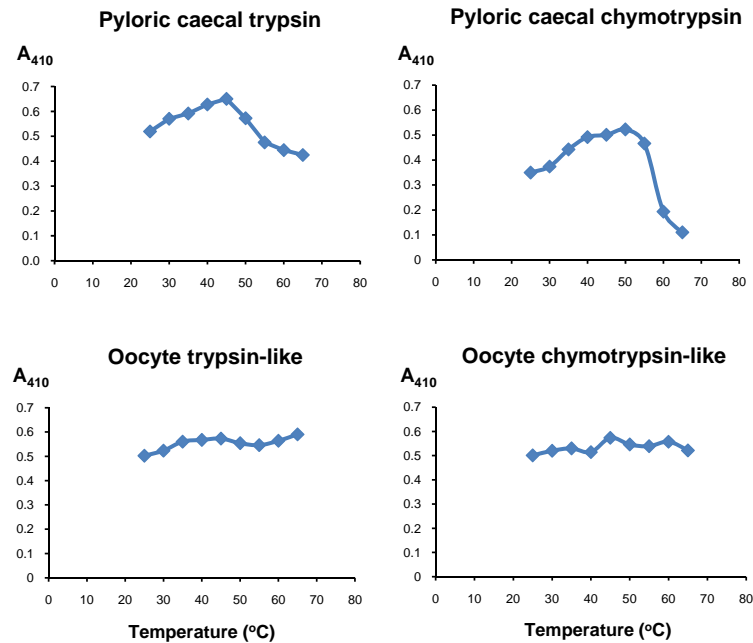 Pyloric caecal trypsin
A410
0.7
0.6
0.5
0.4
0.3
0.2
0.1
0.0
0 10 20 30 40 50 60 70 80
Pyloric caecal chymotrypsin
A410
0.7
0.6
0.5
0.4
0.3
0.2
0.1
0
0 10 20 30 40 50 60 70 80
Oocyte trypsin-like
A410
0.7
0.6
0.5
0.4
0.3
0.2
0.1
0
0 10 20 30 40 50 60 70 80
Temperature (°C)
Oocyte chymotrypsin-like
A410
0.7
0.6
0.5
0.4
0.3
0.2
0.1
0
0 10 20 30 40 50 60 70 80
Temperature (°C)